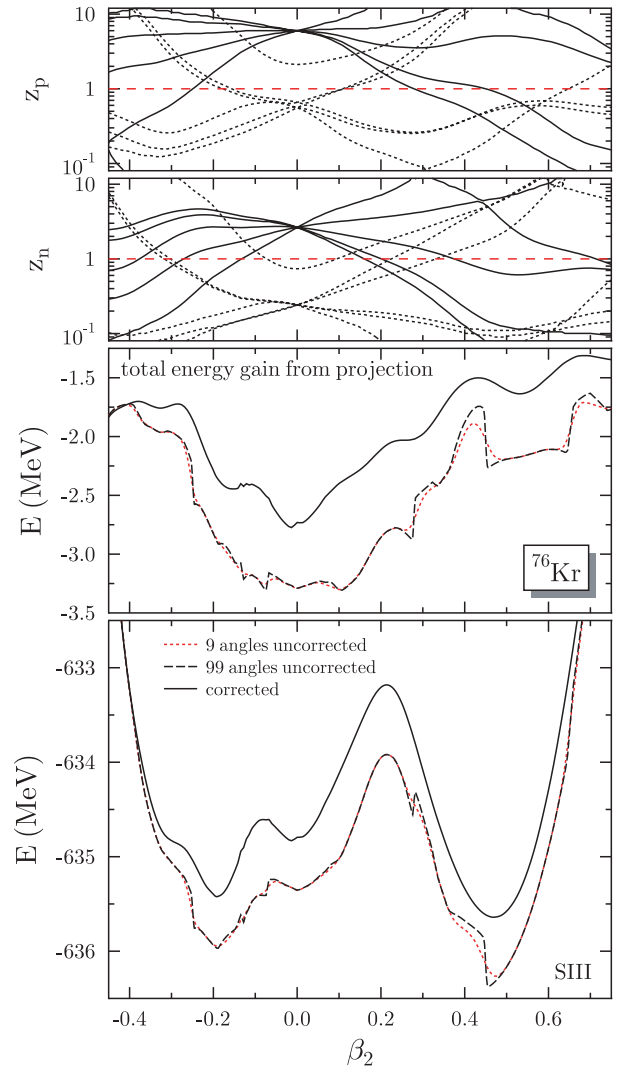 10
z_p
1
10^-1
10
z_n
1
10^-1
total energy gain from projection
-1.5
-2.0
-2.5
-3.0
-3.5
E (MeV)
^76Kr
9 angles uncorrected
99 angles uncorrected
corrected
-633
-634
-635
-636
E (MeV)
SIII
-0.4 -0.2 0.0 0.2 0.4 0.6
β_2